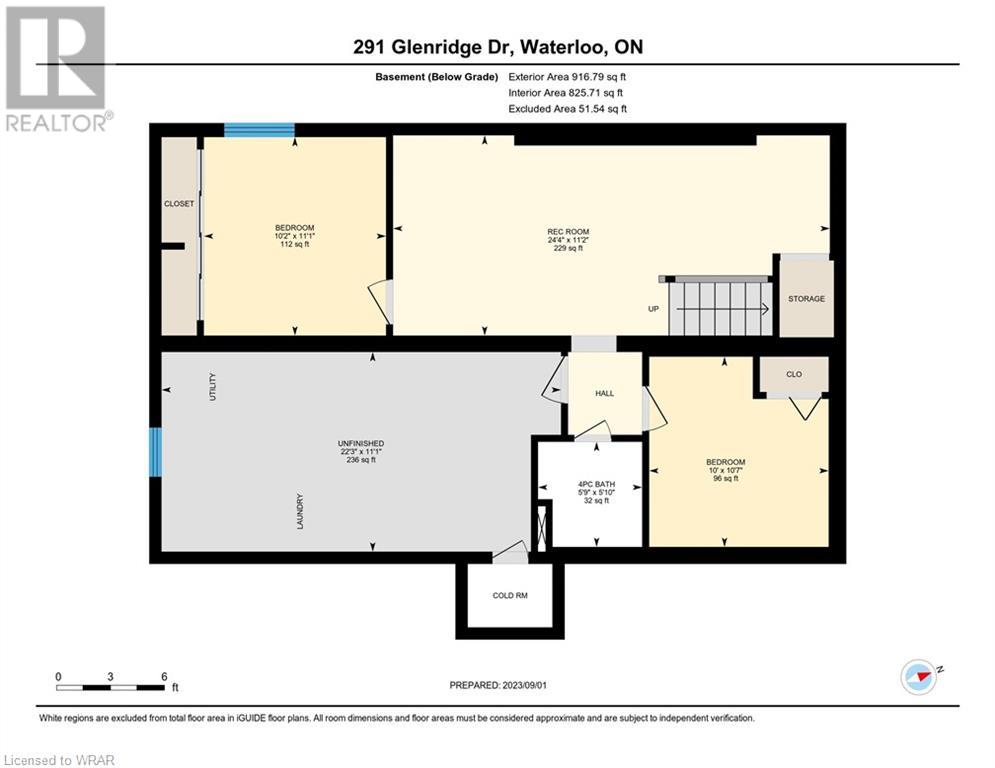 291 Glenridge Dr, Waterloo, ON
REALTOR®
Basement (Below Grade) Exterior Area 916.79 sq ft
Interior Area 825.71 sq ft
Excluded Area 51.54 sq ft
CLOSET
BEDROOM
10'2" x 11'1"
112 sq ft
REC ROOM
24'4" x 11'2"
229 sq ft
UP
STORAGE
UTILITY
UNFINISHED
22'3" x 11'1"
236 sq ft
LAUNDRY
HALL
CLO
4PC BATH
5'9" x 5'10"
32 sq ft
BEDROOM
10' x 10'7"
96 sq ft
COLD RM
0 3 6
ft
PREPARED: 2023/09/01
N
White regions are excluded from total floor area in iGUIDE floor plans. All room dimensions and floor areas must be considered approximate and are subject to independent verification.
Licensed to WRAR